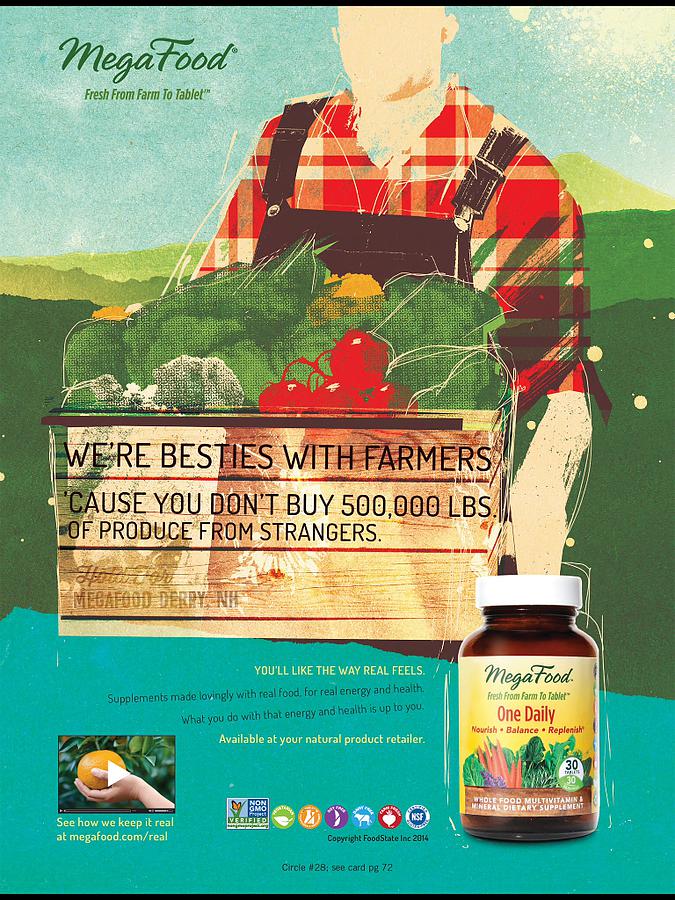 MegaFood®
Fresh From Farm To Tablet™
WE'RE BESTIES WITH FARMERS
'CAUSE YOU DON'T BUY 500,000 LBS.
OF PRODUCE FROM STRANGERS.
MEGAFOOD DERRY, NH
YOU'LL LIKE THE WAY REAL FEELS.
Supplements made lovingly with real food, for real energy and health.
What you do with that energy and health is up to you.
Available at your natural product retailer.
MegaFood
Fresh From Farm To Tablet™
One Daily
Nourish • Balance • Replenish
30
TABLETS
30
WHOLE FOOD MULTIVITAMIN &
MINERAL DIETARY SUPPLEMENT
See how we keep it real
at megafood.com/real
NON
GMO
Project
VERIFIED
nongmoproject.org
NSF
Copyright FoodState Inc 2014
Circle #28; see card pg 72